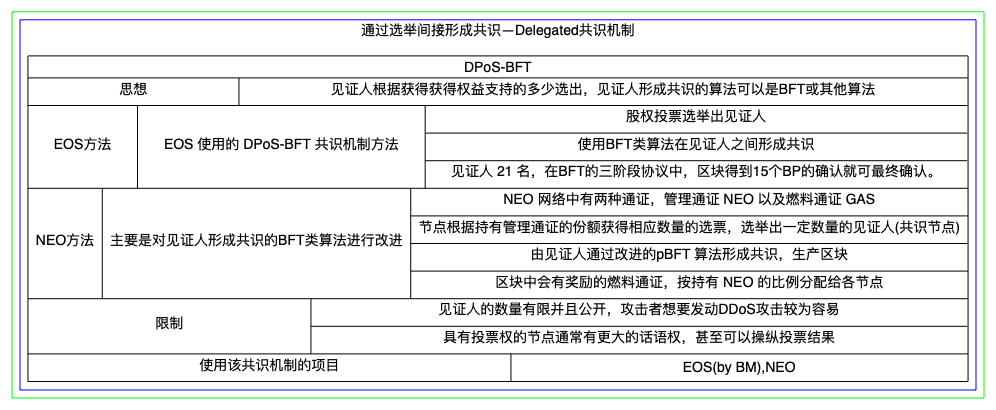 通过选举间接形成共识－Delegated共识机制
DPoS-BFT
思想
见证人根据获得获得权益支持的多少选出，见证人形成共识的算法可以是BFT或其他算法
EOS方法
EOS 使用的 DPoS-BFT 共识机制方法
股权投票选举出见证人
使用BFT类算法在见证人之间形成共识
见证人 21 名，在BFT的三阶段协议中，区块得到15个BP的确认就可最终确认。
NEO方法
主要是对见证人形成共识的BFT类算法进行改进
NEO 网络中有两种通证，管理通证 NEO 以及燃料通证 GAS
节点根据持有管理通证的份额获得相应数量的选票，选举出一定数量的见证人(共识节点)
由见证人通过改进的pBFT 算法形成共识，生产区块
区块中会有奖励的燃料通证，按持有 NEO 的比例分配给各节点
限制
见证人的数量有限并且公开，攻击者想要发动DDoS攻击较为容易
具有投票权的节点通常有更大的话语权，甚至可以操纵投票结果
使用该共识机制的项目
EOS(by BM),NEO